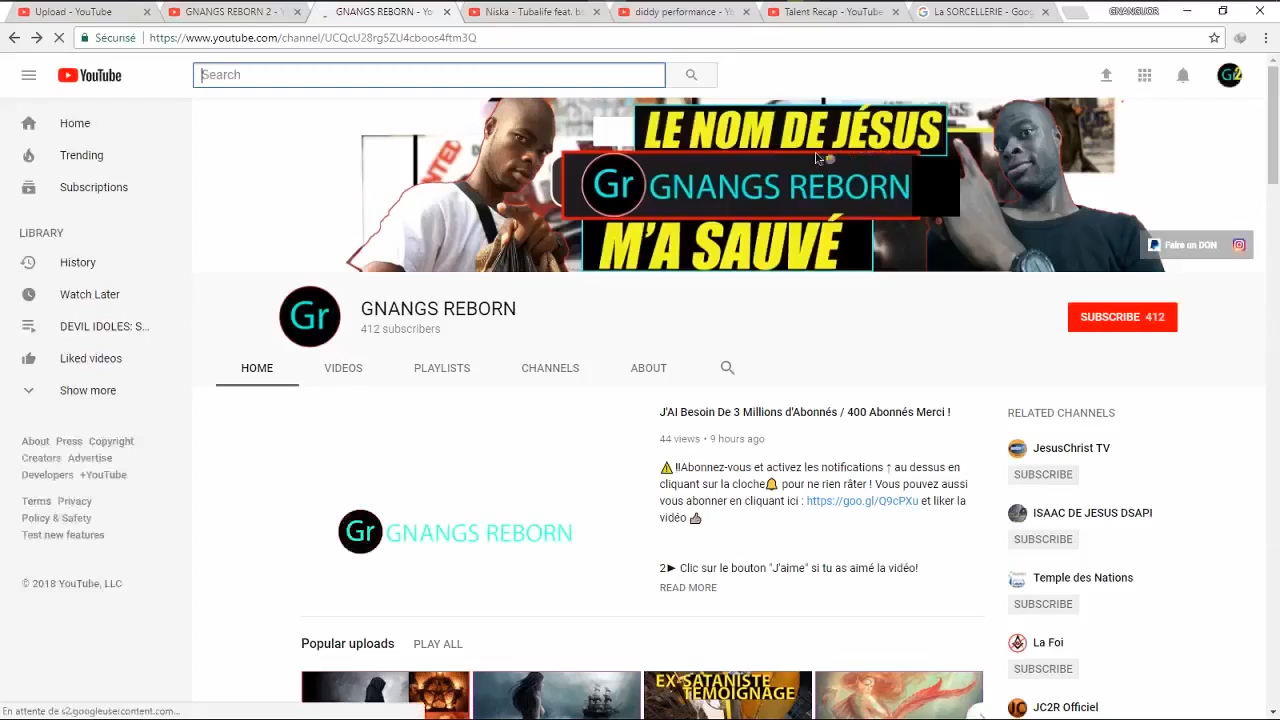 Upload - YouTube
GNANGS REBORN 2 - Y
GNANGS REBORN - Yo
Niska - Tubalife feat. b
diddy performance - Yo
Talent Recap - YouTube
La SORCELLERIE - Goog
GNANGUOR
Sécurisé
https://www.youtube.com/channel/UCQcU28rgSZU4cboos4ftm3Q
YouTube
Search
Gr2
Home
Trending
Subscriptions
LIBRARY
History
Watch Later
DEVIL IDOLES: S...
Liked videos
Show more
About Press Copyright
Creators Advertise
Developers +YouTube
Terms Privacy
Policy & Safety
Test new features
© 2018 YouTube, LLC
LE NOM DE JÉSUS
Gr GNANGS REBORN
M'A SAUVÉ
Faire un DON
Gr
GNANGS REBORN
412 subscribers
SUBSCRIBE 412
HOME VIDEOS PLAYLISTS CHANNELS ABOUT
Gr GNANGS REBORN
J'AI Besoin De 3 Millions d'Abonnés / 400 Abonnés Merci !
44 views • 9 hours ago
⚠‼Abonnez-vous et activez les notifications ↑ au dessus en
cliquant sur la cloche🔔 pour ne rien râter ! Vous pouvez aussi
vous abonner en cliquant ici : https://goo.gl/Q9cPXu et liker la
vidéo 👍
2► Clic sur le bouton "J'aime" si tu as aimé la vidéo!
READ MORE
RELATED CHANNELS
JesusChrist TV
SUBSCRIBE
ISAAC DE JESUS DSAPI
SUBSCRIBE
Temple des Nations
SUBSCRIBE
La Foi
SUBSCRIBE
JC JC2R Officiel
Popular uploads PLAY ALL
EX-SATANISTE
TÉMOIGNAGE
En attente de s2.googleusercontent.com...